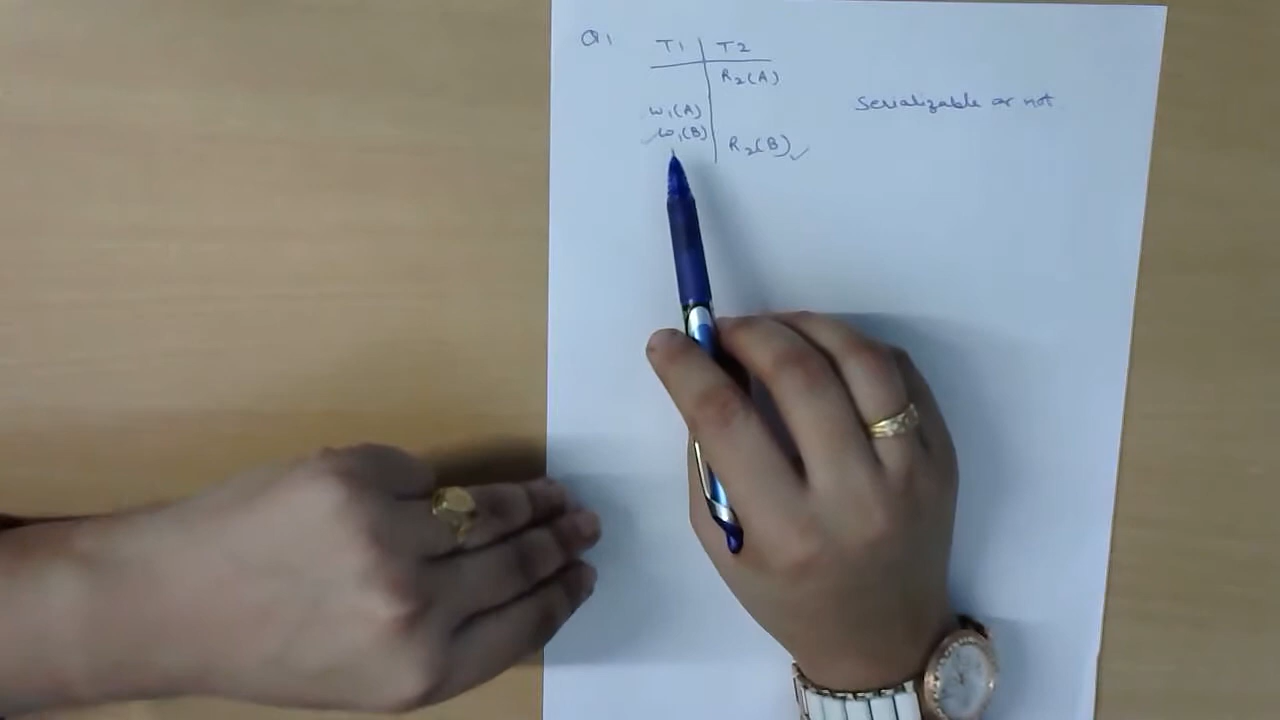 Q1 T1 T2
R2(A)
W1(A)
W1(B)
R2(B)
Serializable or not